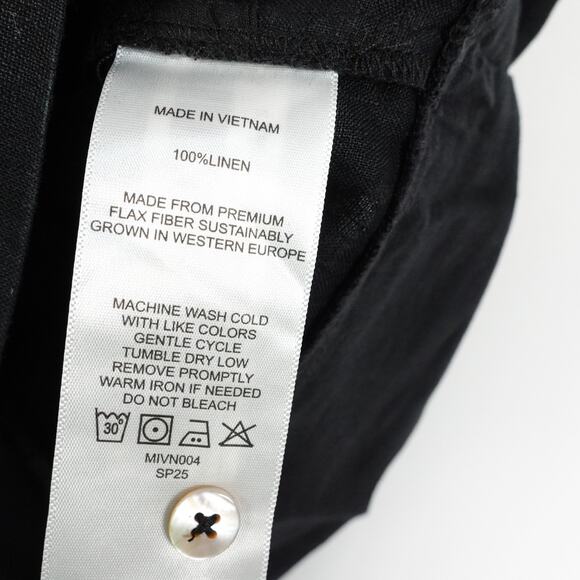 MADE IN VIETNAM
100%LINEN
MADE FROM PREMIUM
FLAX FIBER SUSTAINABLY
GROWN IN WESTERN EUROPE
MACHINE WASH COLD
WITH LIKE COLORS
GENTLE CYCLE
TUMBLE DRY LOW
REMOVE PROMPTLY
WARM IRON IF NEEDED
DO NOT BLEACH
30°
MIVN004
SP25